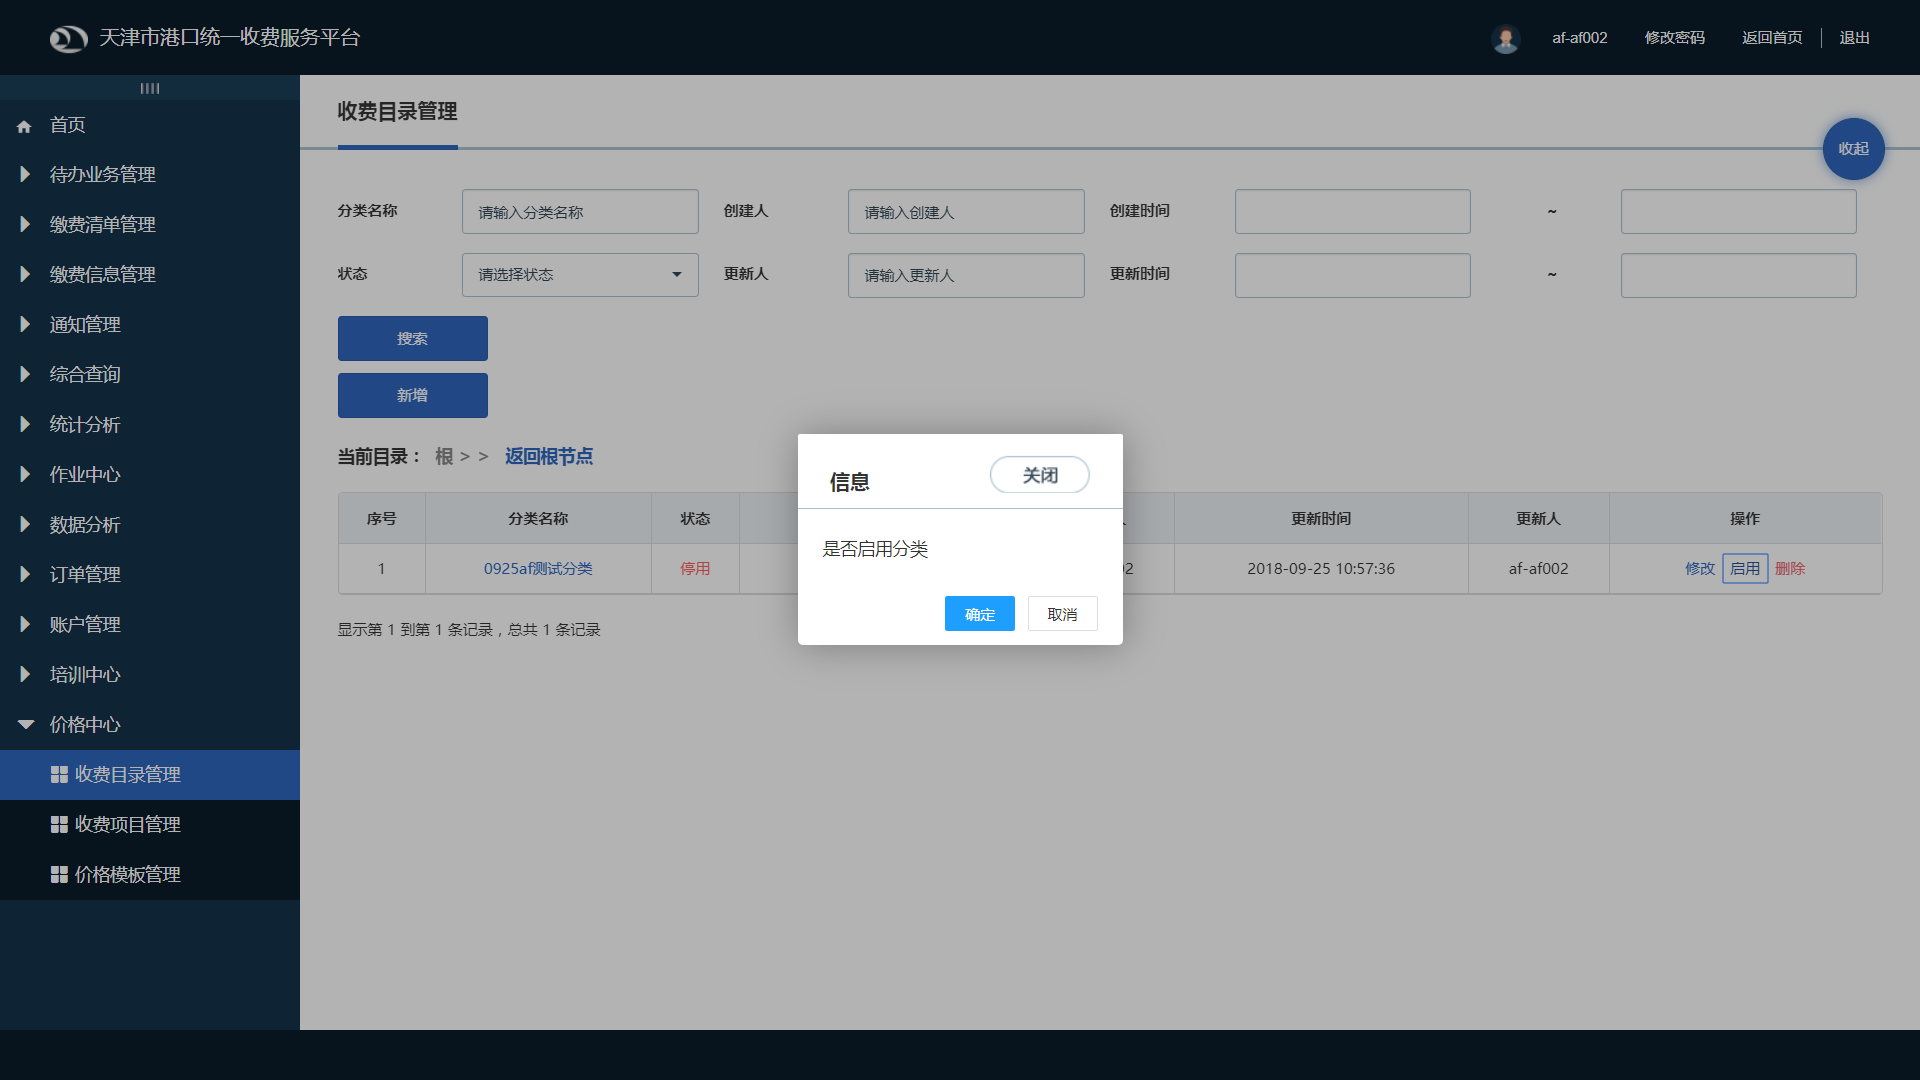 天津市港口统一收费服务平台
af-af002 修改密码 返回首页 退出
首页
待办业务管理
缴费清单管理
缴费信息管理
通知管理
综合查询
统计分析
作业中心
数据分析
订单管理
账户管理
培训中心
价格中心
收费目录管理
收费项目管理
价格模板管理
收费目录管理
收起
分类名称 请输入分类名称 创建人 请输入创建人 创建时间 ~
状态 请选择状态 更新人 请输入更新人 更新时间 ~
搜索
新增
当前目录： 根 > > 返回根节点
序号 分类名称 状态 更新时间 更新人 操作
1 0925af测试分类 停用 2018-09-25 10:57:36 af-af002 修改 启用 删除
显示第 1 到第 1 条记录，总共 1 条记录
信息 关闭
是否启用分类
确定 取消